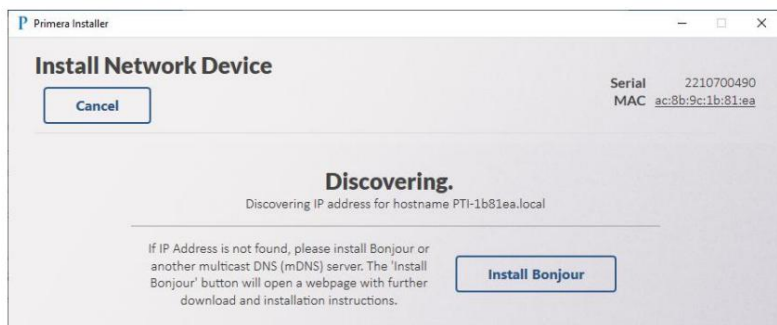 P Primera Installer
Install Network Device
Cancel
Serial 2210700490
MAC ac:8b:9c:1b:81:ea
Discovering.
Discovering IP address for hostname PTI-1b81ea.local
If IP Address is not found, please install Bonjour or
another multicast DNS (mDNS) server. The 'Install
Bonjour' button will open a webpage with further
download and installation instructions.
Install Bonjour